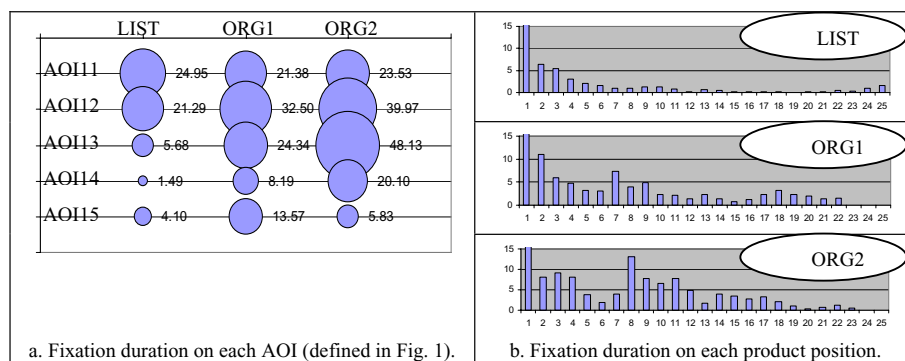 LIST ORG1 ORG2
AOI11 24.95 21.38 23.53
AOI12 21.29 32.50 39.97
AOI13 5.68 24.34 48.13
AOI14 1.49 8.19 20.10
AOI15 4.10 13.57 5.83
a. Fixation duration on each AOI (defined in Fig. 1).
LIST
15
10
5
0
1 2 3 4 5 6 7 8 9 10 11 12 13 14 15 16 17 18 19 20 21 22 23 24 25
ORG1
15
10
5
0
1 2 3 4 5 6 7 8 9 10 11 12 13 14 15 16 17 18 19 20 21 22 23 24 25
ORG2
15
10
5
0
1 2 3 4 5 6 7 8 9 10 11 12 13 14 15 16 17 18 19 20 21 22 23 24 25
b. Fixation duration on each product position.